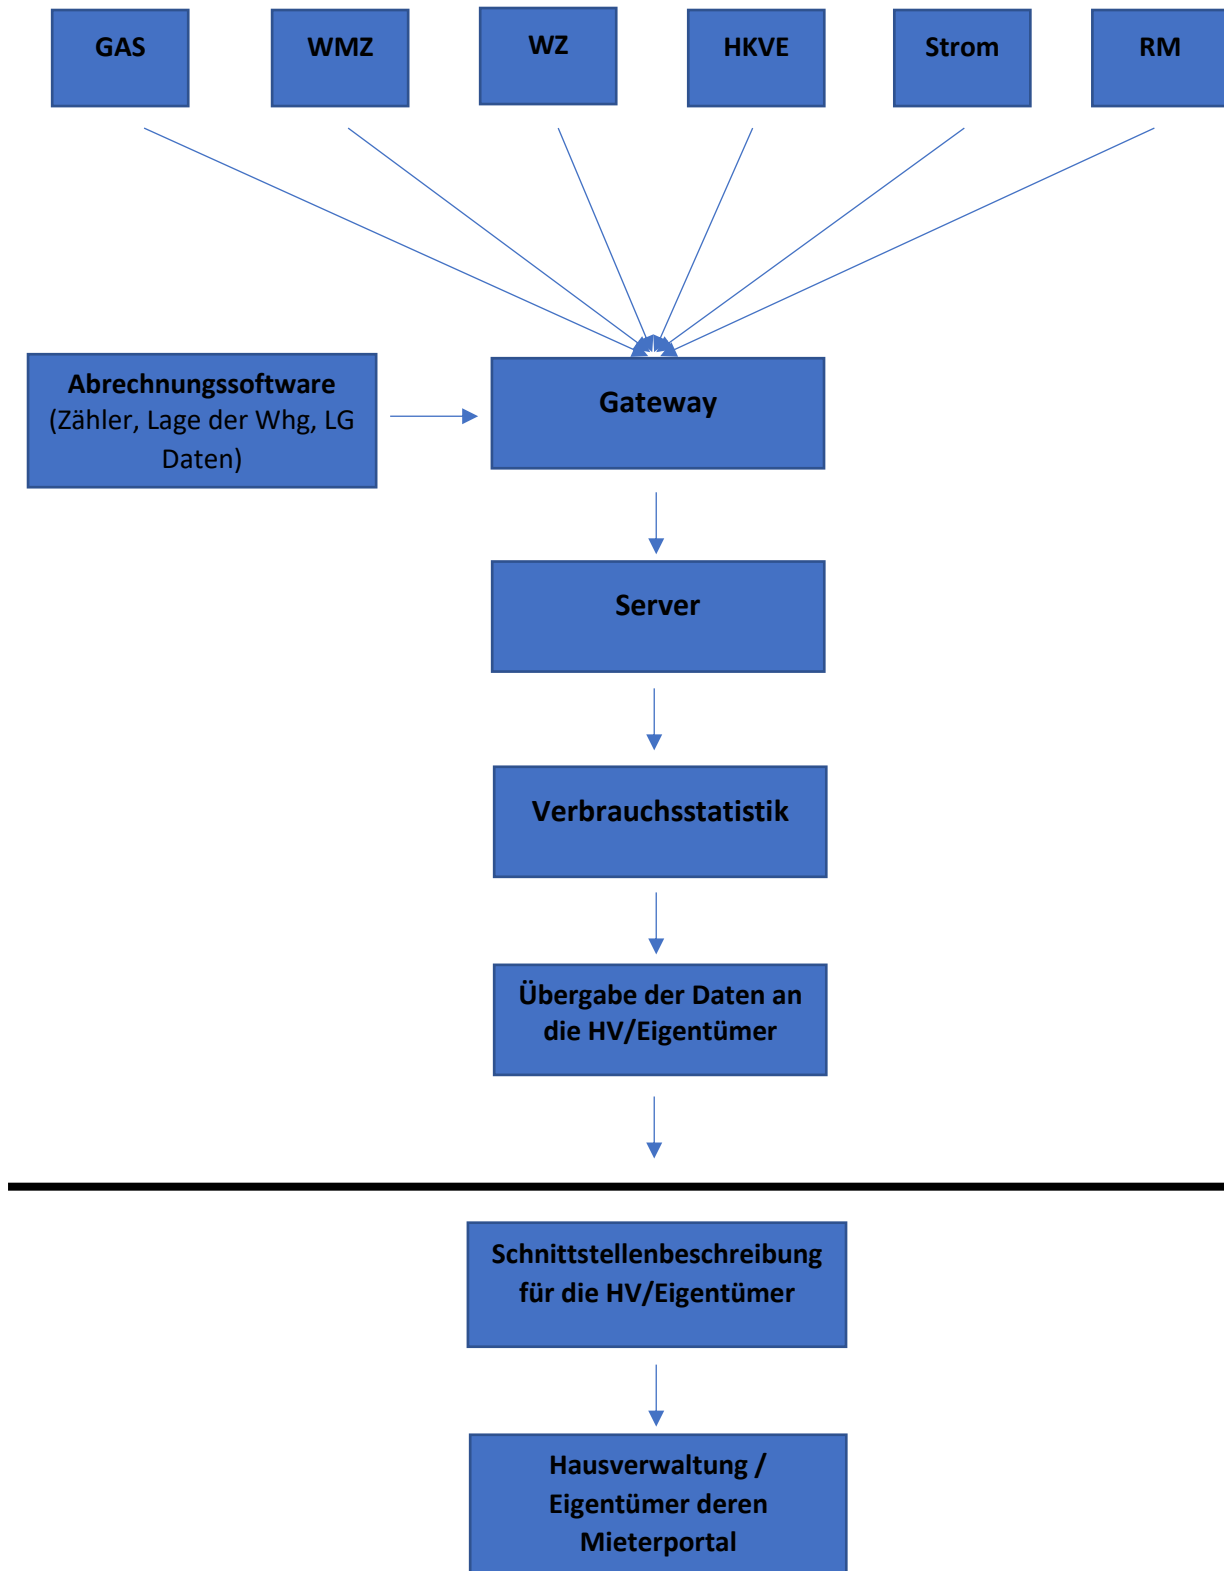 GAS
WMZ
WZ
HKVE
Strom
RM
Abrechnungssoftware
(Zähler, Lage der Whg, LG
Daten)
Gateway
Server
Verbrauchsstatistik
Übergabe der Daten an
die HV/Eigentümer
Schnittstellenbeschreibung
für die HV/Eigentümer
Hausverwaltung /
Eigentümer deren
Mieterportal